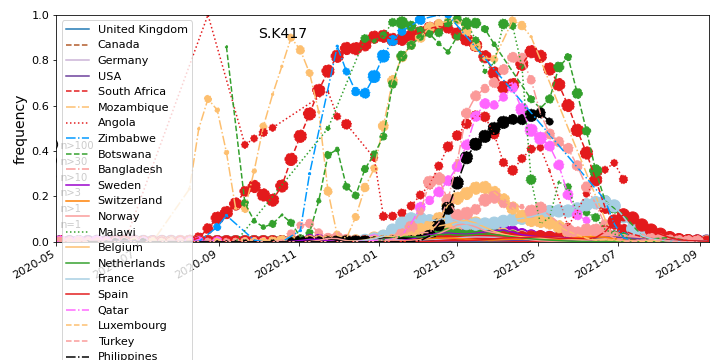 S.K417
frequency
1.0
0.8
0.6
0.4
0.2
0.0
n>100
n>30
n>10
n>3
n>1
n=1
United Kingdom
Canada
Germany
USA
South Africa
Mozambique
Angola
Zimbabwe
Botswana
Bangladesh
Sweden
Switzerland
Norway
Malawi
Belgium
Netherlands
France
Spain
Qatar
Luxembourg
Turkey
Philippines
2020-05
2020-09
2020-11
2021-01
2021-03
2021-05
2021-07
2021-09